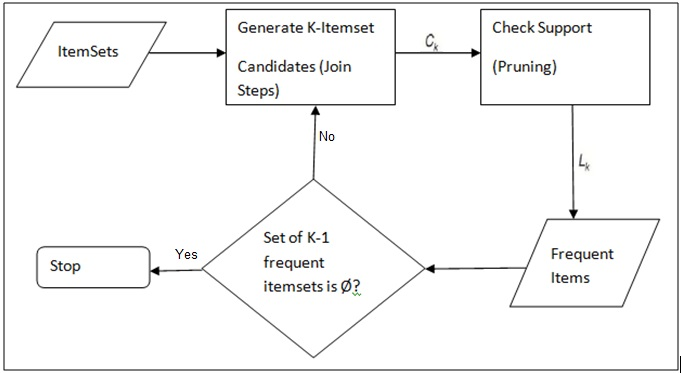 ItemSets
Generate K-Itemset
Candidates (Join
Steps)
Ck
Check Support
(Pruning)
No
Lk
Set of K-1
frequent
itemsets is Ø?
Yes
Stop
Frequent
Items